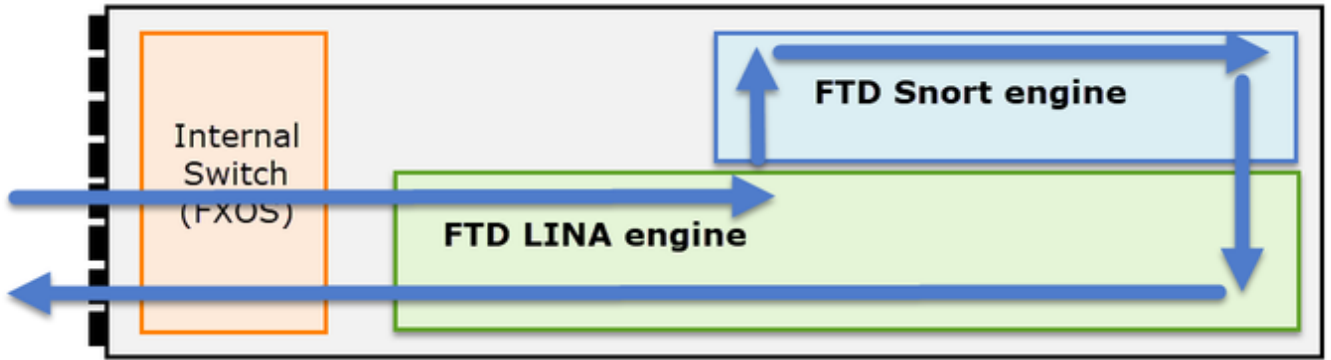 Internal
Switch
(FXOS)
FTD Snort engine
FTD LINA engine